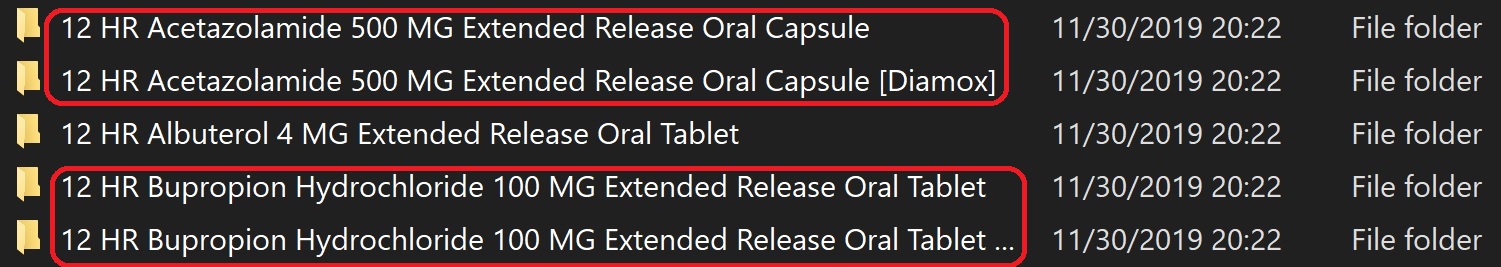 12 HR Acetazolamide 500 MG Extended Release Oral Capsule 11/30/2019 20:22 File folder
12 HR Acetazolamide 500 MG Extended Release Oral Capsule [Diamox] 11/30/2019 20:22 File folder
12 HR Albuterol 4 MG Extended Release Oral Tablet 11/30/2019 20:22 File folder
12 HR Bupropion Hydrochloride 100 MG Extended Release Oral Tablet 11/30/2019 20:22 File folder
12 HR Bupropion Hydrochloride 100 MG Extended Release Oral Tablet ... 11/30/2019 20:22 File folder